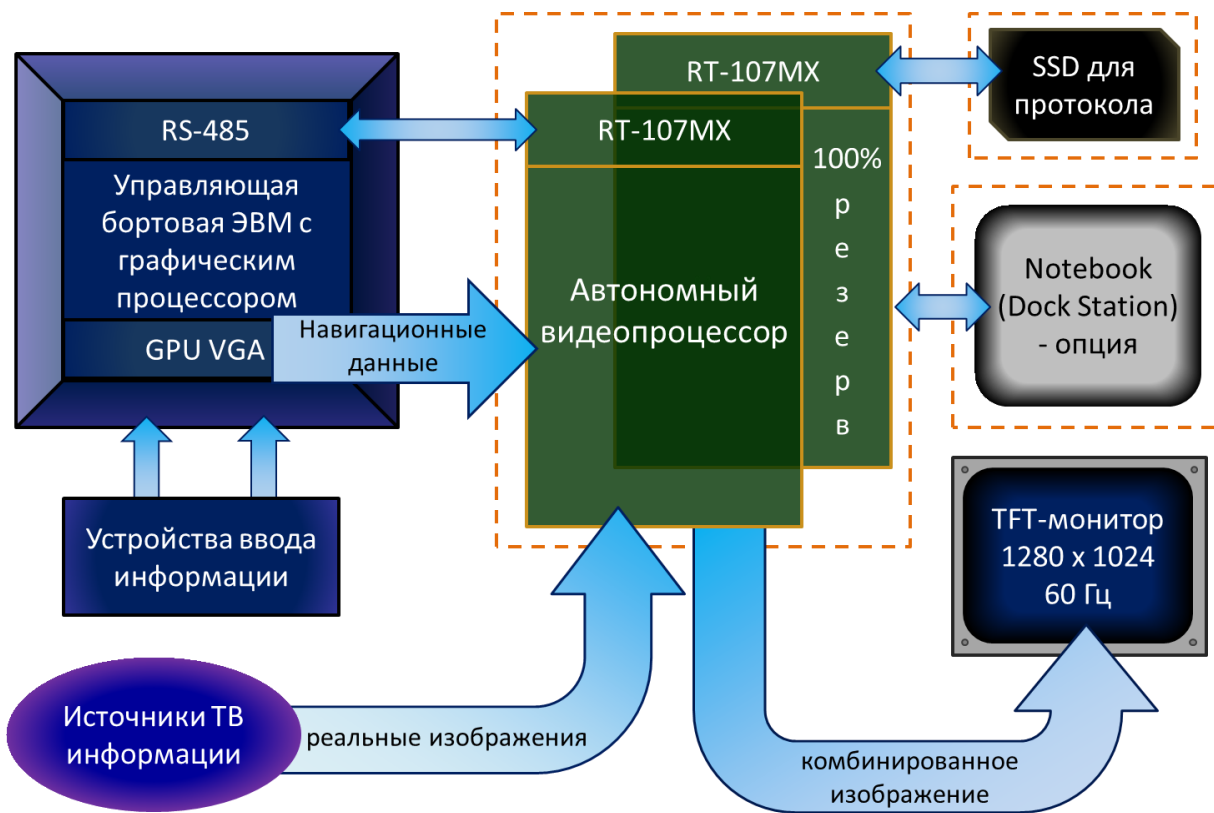 RS-485
Управляющая
бортовая ЭВМ с
графическим
процессором
GPU VGA
Навигационные
данные
Устройства ввода
информации
Источники ТВ
информации
реальные изображения
RT-107MX
RT-107MX
100%
р
е
з
е
р
в
Автономный
видеопроцессор
SSD для
протокола
Notebook
(Dock Station)
- опция
TFT-монитор
1280 x 1024
60 Гц
комбинированное
изображение